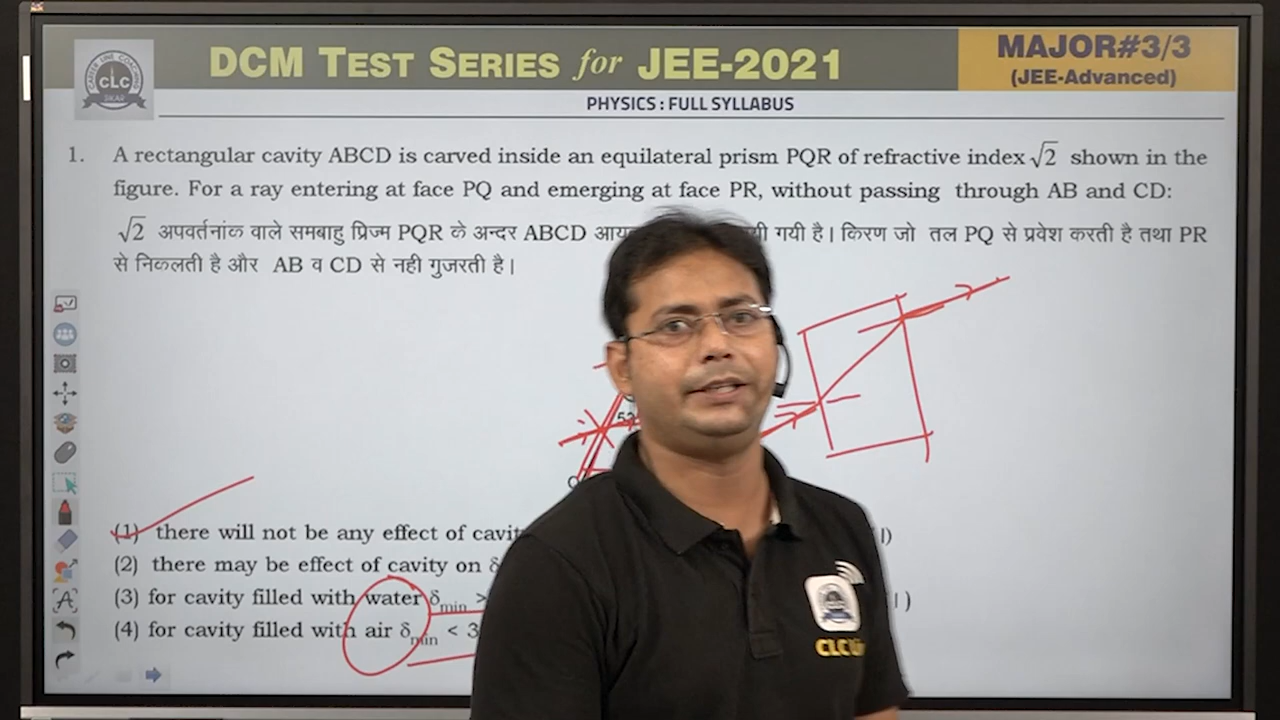 DCM TEST SERIES for JEE-2021
MAJOR#3/3
(JEE-Advanced)
CAREER LINE COACHING
CLC
SIKAR
PHYSICS : FULL SYLLABUS
1. A rectangular cavity ABCD is carved inside an equilateral prism PQR of refractive index √2 shown in the
figure. For a ray entering at face PQ and emerging at face PR, without passing through AB and CD:
√2 अपवर्तनांक वाले समबाहु प्रिज्म PQR के अन्दर ABCD गयी है। किरण जो तल PQ से प्रवेश करती है तथा PR
से निकलती है और AB व CD से नही गुजरती है।
(1) there will not be any effect of
(2) there may be effect of cavity on δ
(3) for cavity filled with water δmin >
(4) for cavity filled with air δmin < 3
CLC